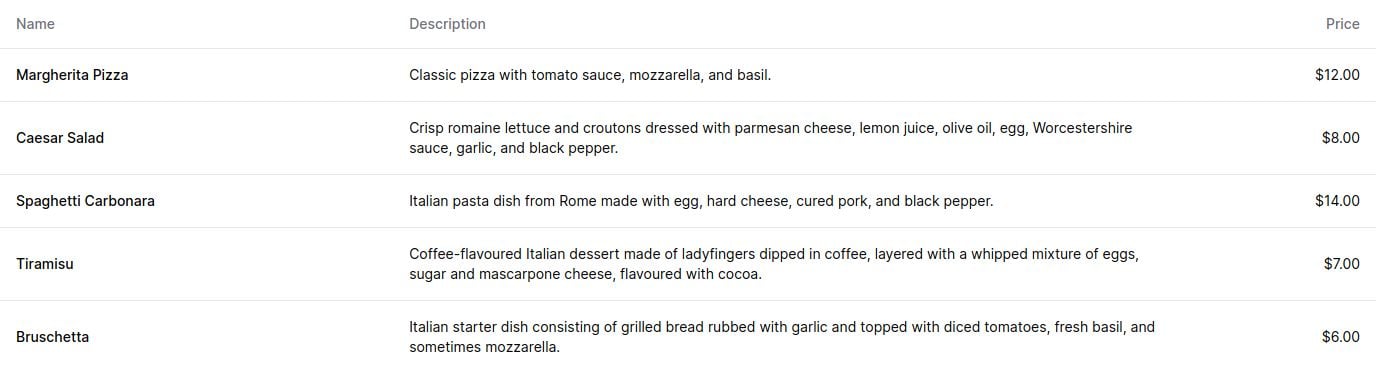 Name Description Price
Margherita Pizza Classic pizza with tomato sauce, mozzarella, and basil. $12.00
Caesar Salad Crisp romaine lettuce and croutons dressed with parmesan cheese, lemon juice, olive oil, egg, Worcestershire
sauce, garlic, and black pepper. $8.00
Spaghetti Carbonara Italian pasta dish from Rome made with egg, hard cheese, cured pork, and black pepper. $14.00
Tiramisu Coffee-flavoured Italian dessert made of ladyfingers dipped in coffee, layered with a whipped mixture of eggs,
sugar and mascarpone cheese, flavoured with cocoa. $7.00
Bruschetta Italian starter dish consisting of grilled bread rubbed with garlic and topped with diced tomatoes, fresh basil, and
sometimes mozzarella. $6.00